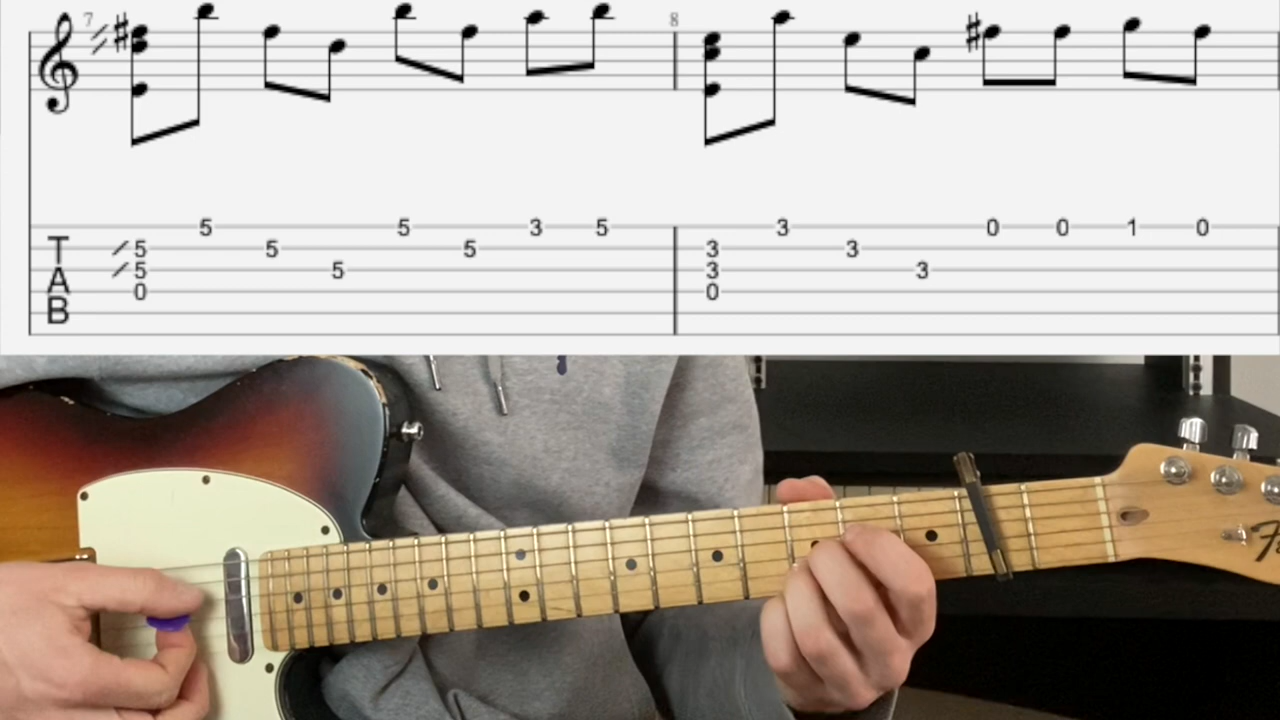 7 8
5 5 3 5 3 0 0 1 0
T 5 5 5 3 3
A 5 5 3 3
0 0
B